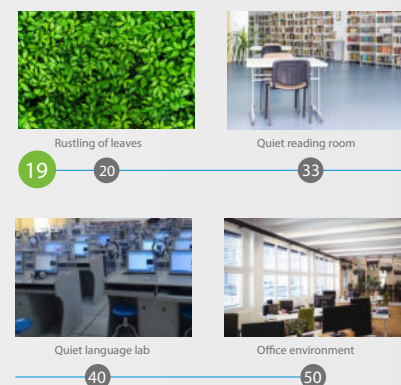 Rustling of leaves
Quiet reading room
19
20
33
Quiet language lab
Office environment
40
50